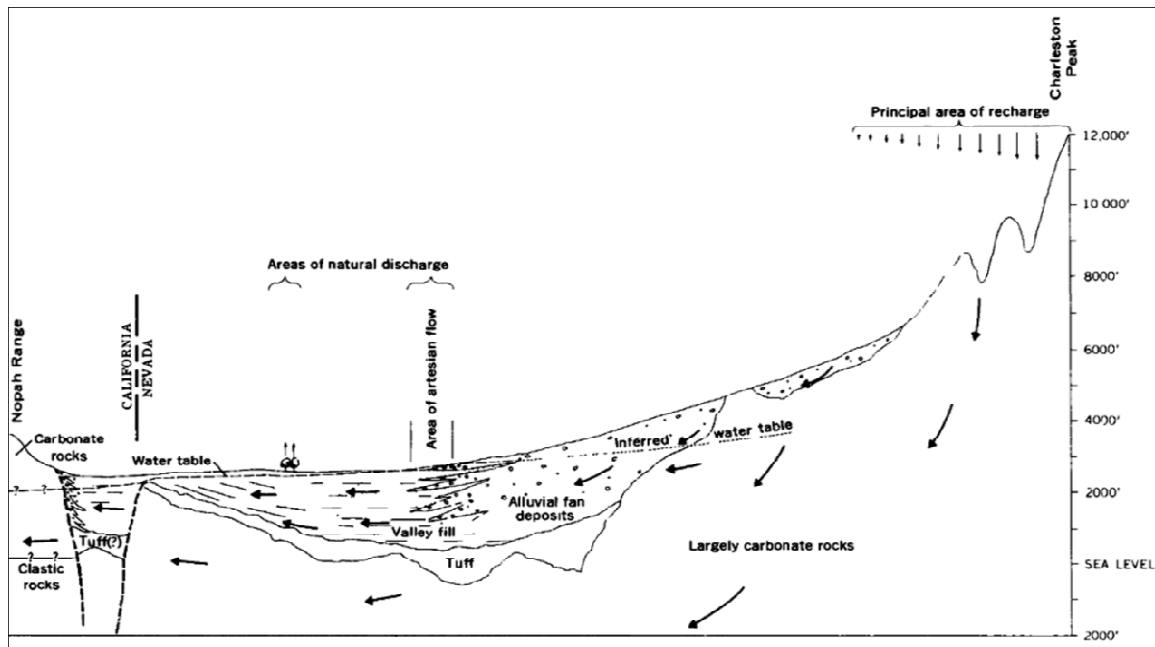 Charleston
Peak
Principal area of recharge
12,000'
10 000'
8000'
6000'
4000'
2000'
SEA LEVEL
2000'
Areas of natural discharge
Area of artesian flow
Nopah Range
CALIFORNIA
NEVADA
Carbonate
rocks
Water table
Inferred
water table
Alluvial fan
deposits
Valley fill
Tuff
Tuff(?)
Clastic
rocks
Largely carbonate rocks
? ?
? ?